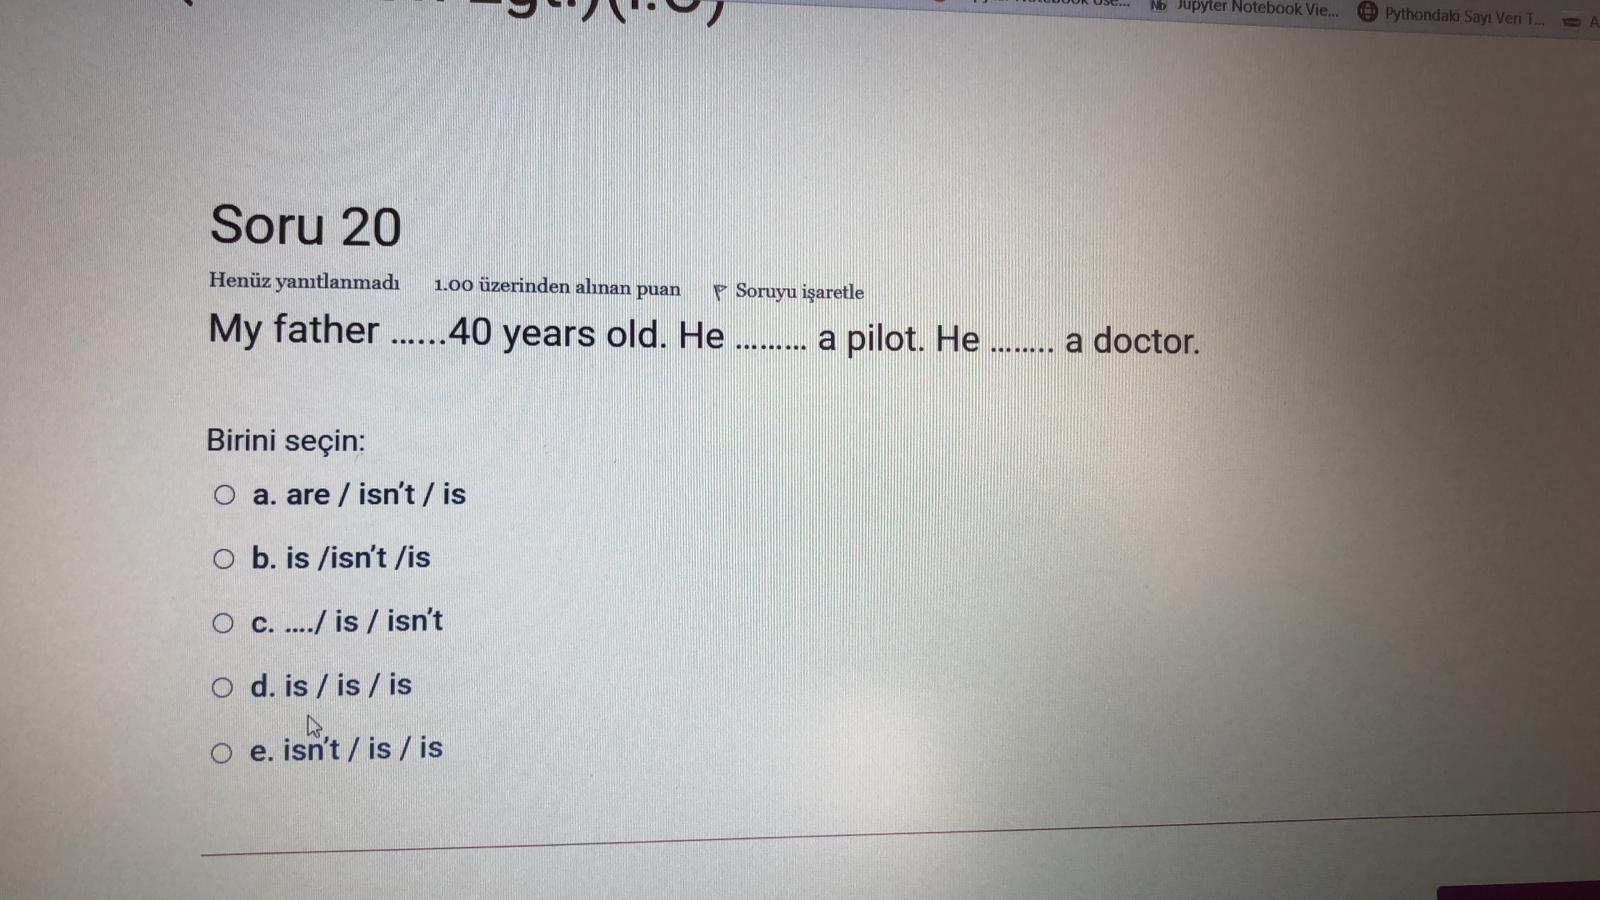 Jupyter Notebook Vie... Pythondaki Sayı Veri T...
Soru 20
Henüz yanıtlanmadı 1.00 üzerinden alınan puan Soruyu işaretle
My father ......40 years old. He ......... a pilot. He ........ a doctor.
Birini seçin:
a. are / isn't / is
b. is /isn't /is
c. ..../ is / isn't
d. is / is / is
e. isn't / is / is